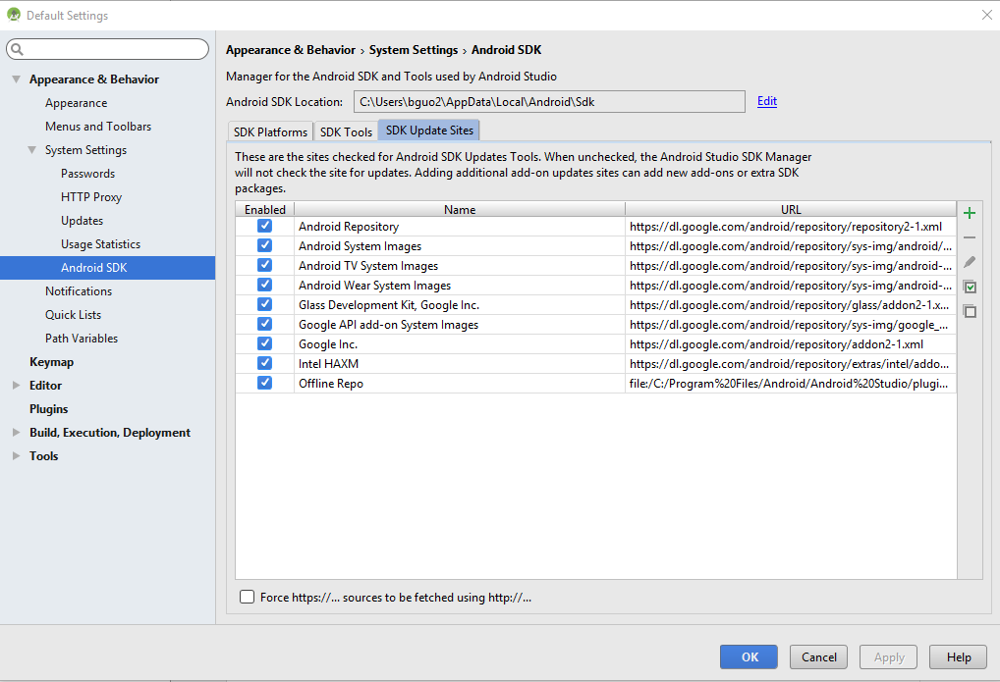 Default Settings
Appearance & Behavior
Appearance
Menus and Toolbars
System Settings
Passwords
HTTP Proxy
Updates
Usage Statistics
Android SDK
Notifications
Quick Lists
Path Variables
Keymap
Editor
Plugins
Build, Execution, Deployment
Tools
Appearance & Behavior › System Settings › Android SDK
Manager for the Android SDK and Tools used by Android Studio
Android SDK Location: C:\Users\bguo2\AppData\Local\Android\Sdk Edit
SDK Platforms SDK Tools SDK Update Sites
These are the sites checked for Android SDK Updates Tools. When unchecked, the Android Studio SDK Manager
will not check the site for updates. Adding additional add-on updates sites can add new add-ons or extra SDK
packages.
Enabled Name URL
Android Repository https://dl.google.com/android/repository/repository2-1.xml
Android System Images https://dl.google.com/android/repository/sys-img/android/...
Android TV System Images https://dl.google.com/android/repository/sys-img/android-...
Android Wear System Images https://dl.google.com/android/repository/sys-img/android-...
Glass Development Kit, Google Inc. https://dl.google.com/android/repository/glass/addon2-1.x...
Google API add-on System Images https://dl.google.com/android/repository/sys-img/google_...
Google Inc. https://dl.google.com/android/repository/addon2-1.xml
Intel HAXM https://dl.google.com/android/repository/extras/intel/addo...
Offline Repo file:/C:/Program%20Files/Android/Android%20Studio/plugi...
Force https://... sources to be fetched using http://...
OK Cancel Apply Help